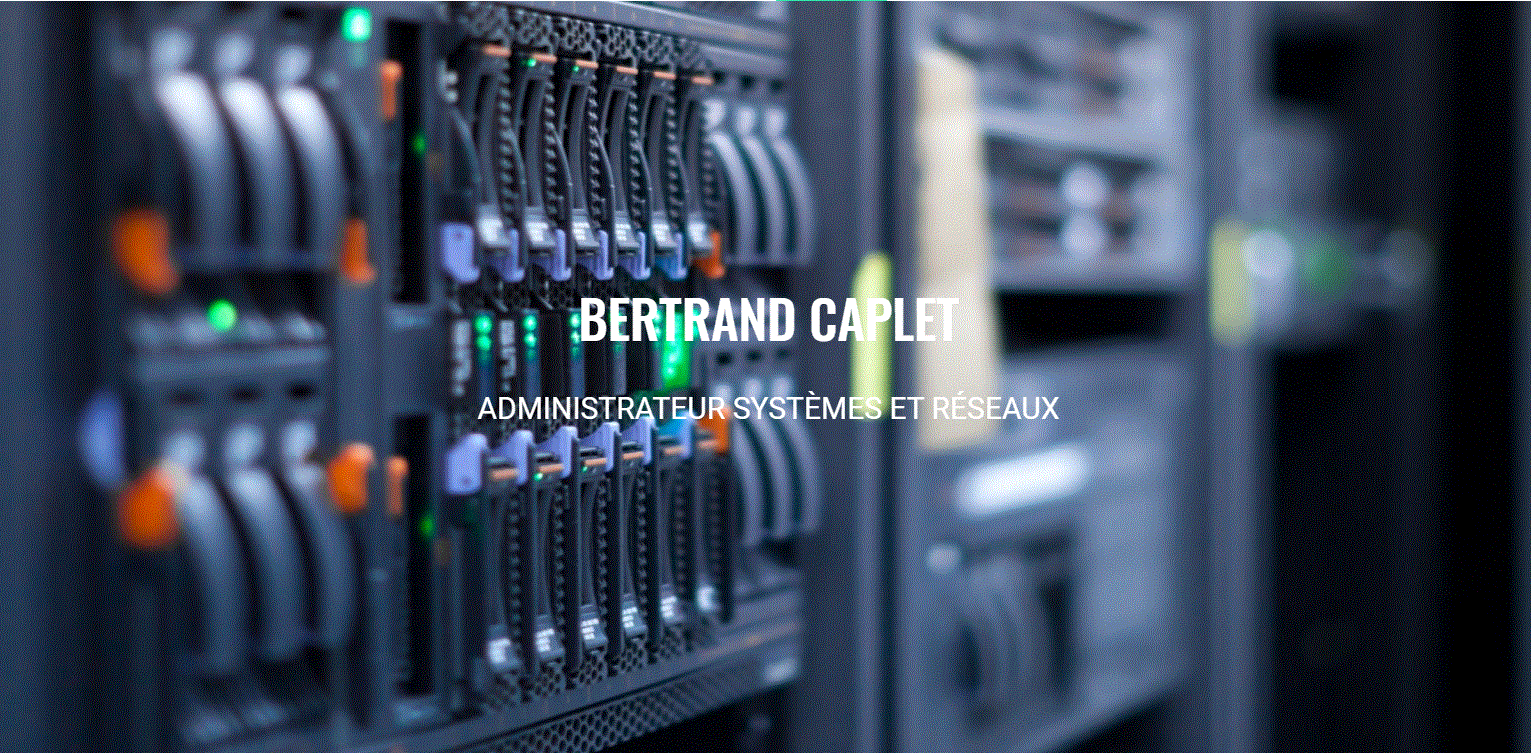 BERTRAND CAPLET
ADMINISTRATEUR SYSTÈMES ET RÉSEAUX